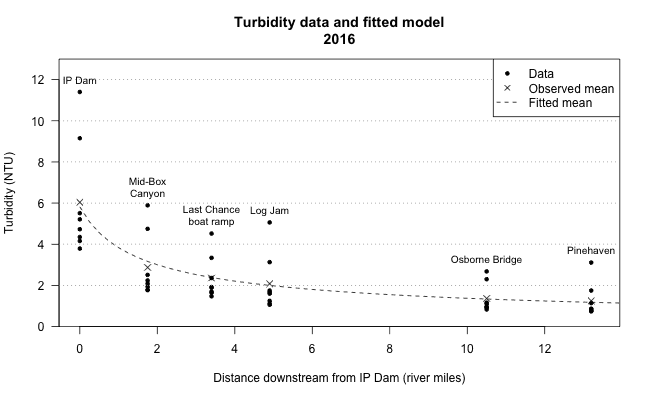 Turbidity data and fitted model
2016
Data
Observed mean
Fitted mean
IP Dam
Mid-Box
Canyon
Last Chance
boat ramp
Log Jam
Osborne Bridge
Pinehaven
Turbidity (NTU)
12
10
8
6
4
2
0
0 2 4 6 8 10 12
Distance downstream from IP Dam (river miles)